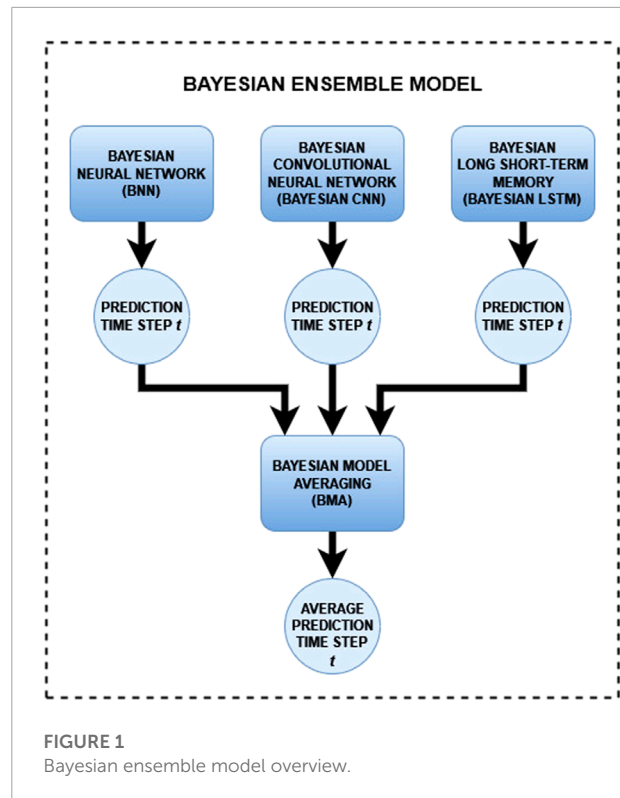 BAYESIAN ENSEMBLE MODEL
BAYESIAN
NEURAL NETWORK
(BNN)
BAYESIAN
CONVOLUTIONAL
NEURAL NETWORK
(BAYESIAN CNN)
BAYESIAN
LONG SHORT-TERM
MEMORY
(BAYESIAN LSTM)
PREDICTION
TIME STEP t
PREDICTION
TIME STEP t
PREDICTION
TIME STEP t
BAYESIAN MODEL
AVERAGING
(BMA)
AVERAGE
PREDICTION
TIME STEP
t
FIGURE 1
Bayesian ensemble model overview.